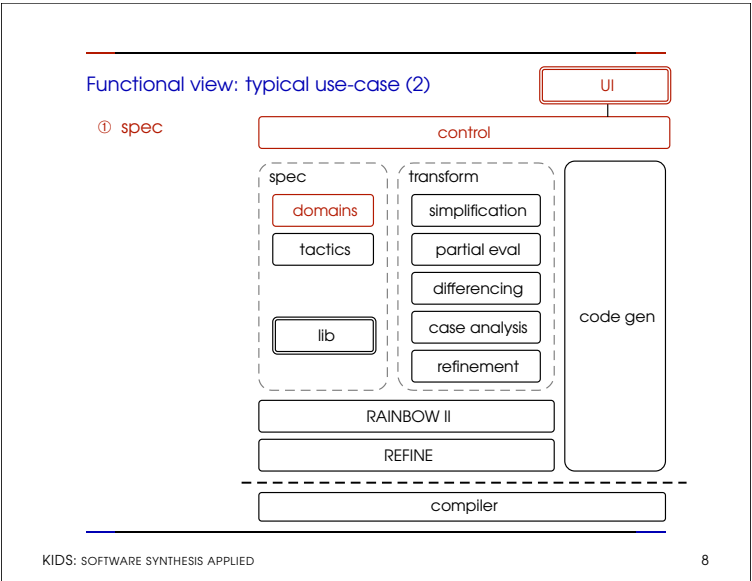 Functional view: typical use-case (2)
UI
① spec
control
spec
domains
tactics
lib
transform
simplification
partial eval
differencing
case analysis
refinement
code gen
RAINBOW II
REFINE
compiler
KIDS: SOFTWARE SYNTHESIS APPLIED
8